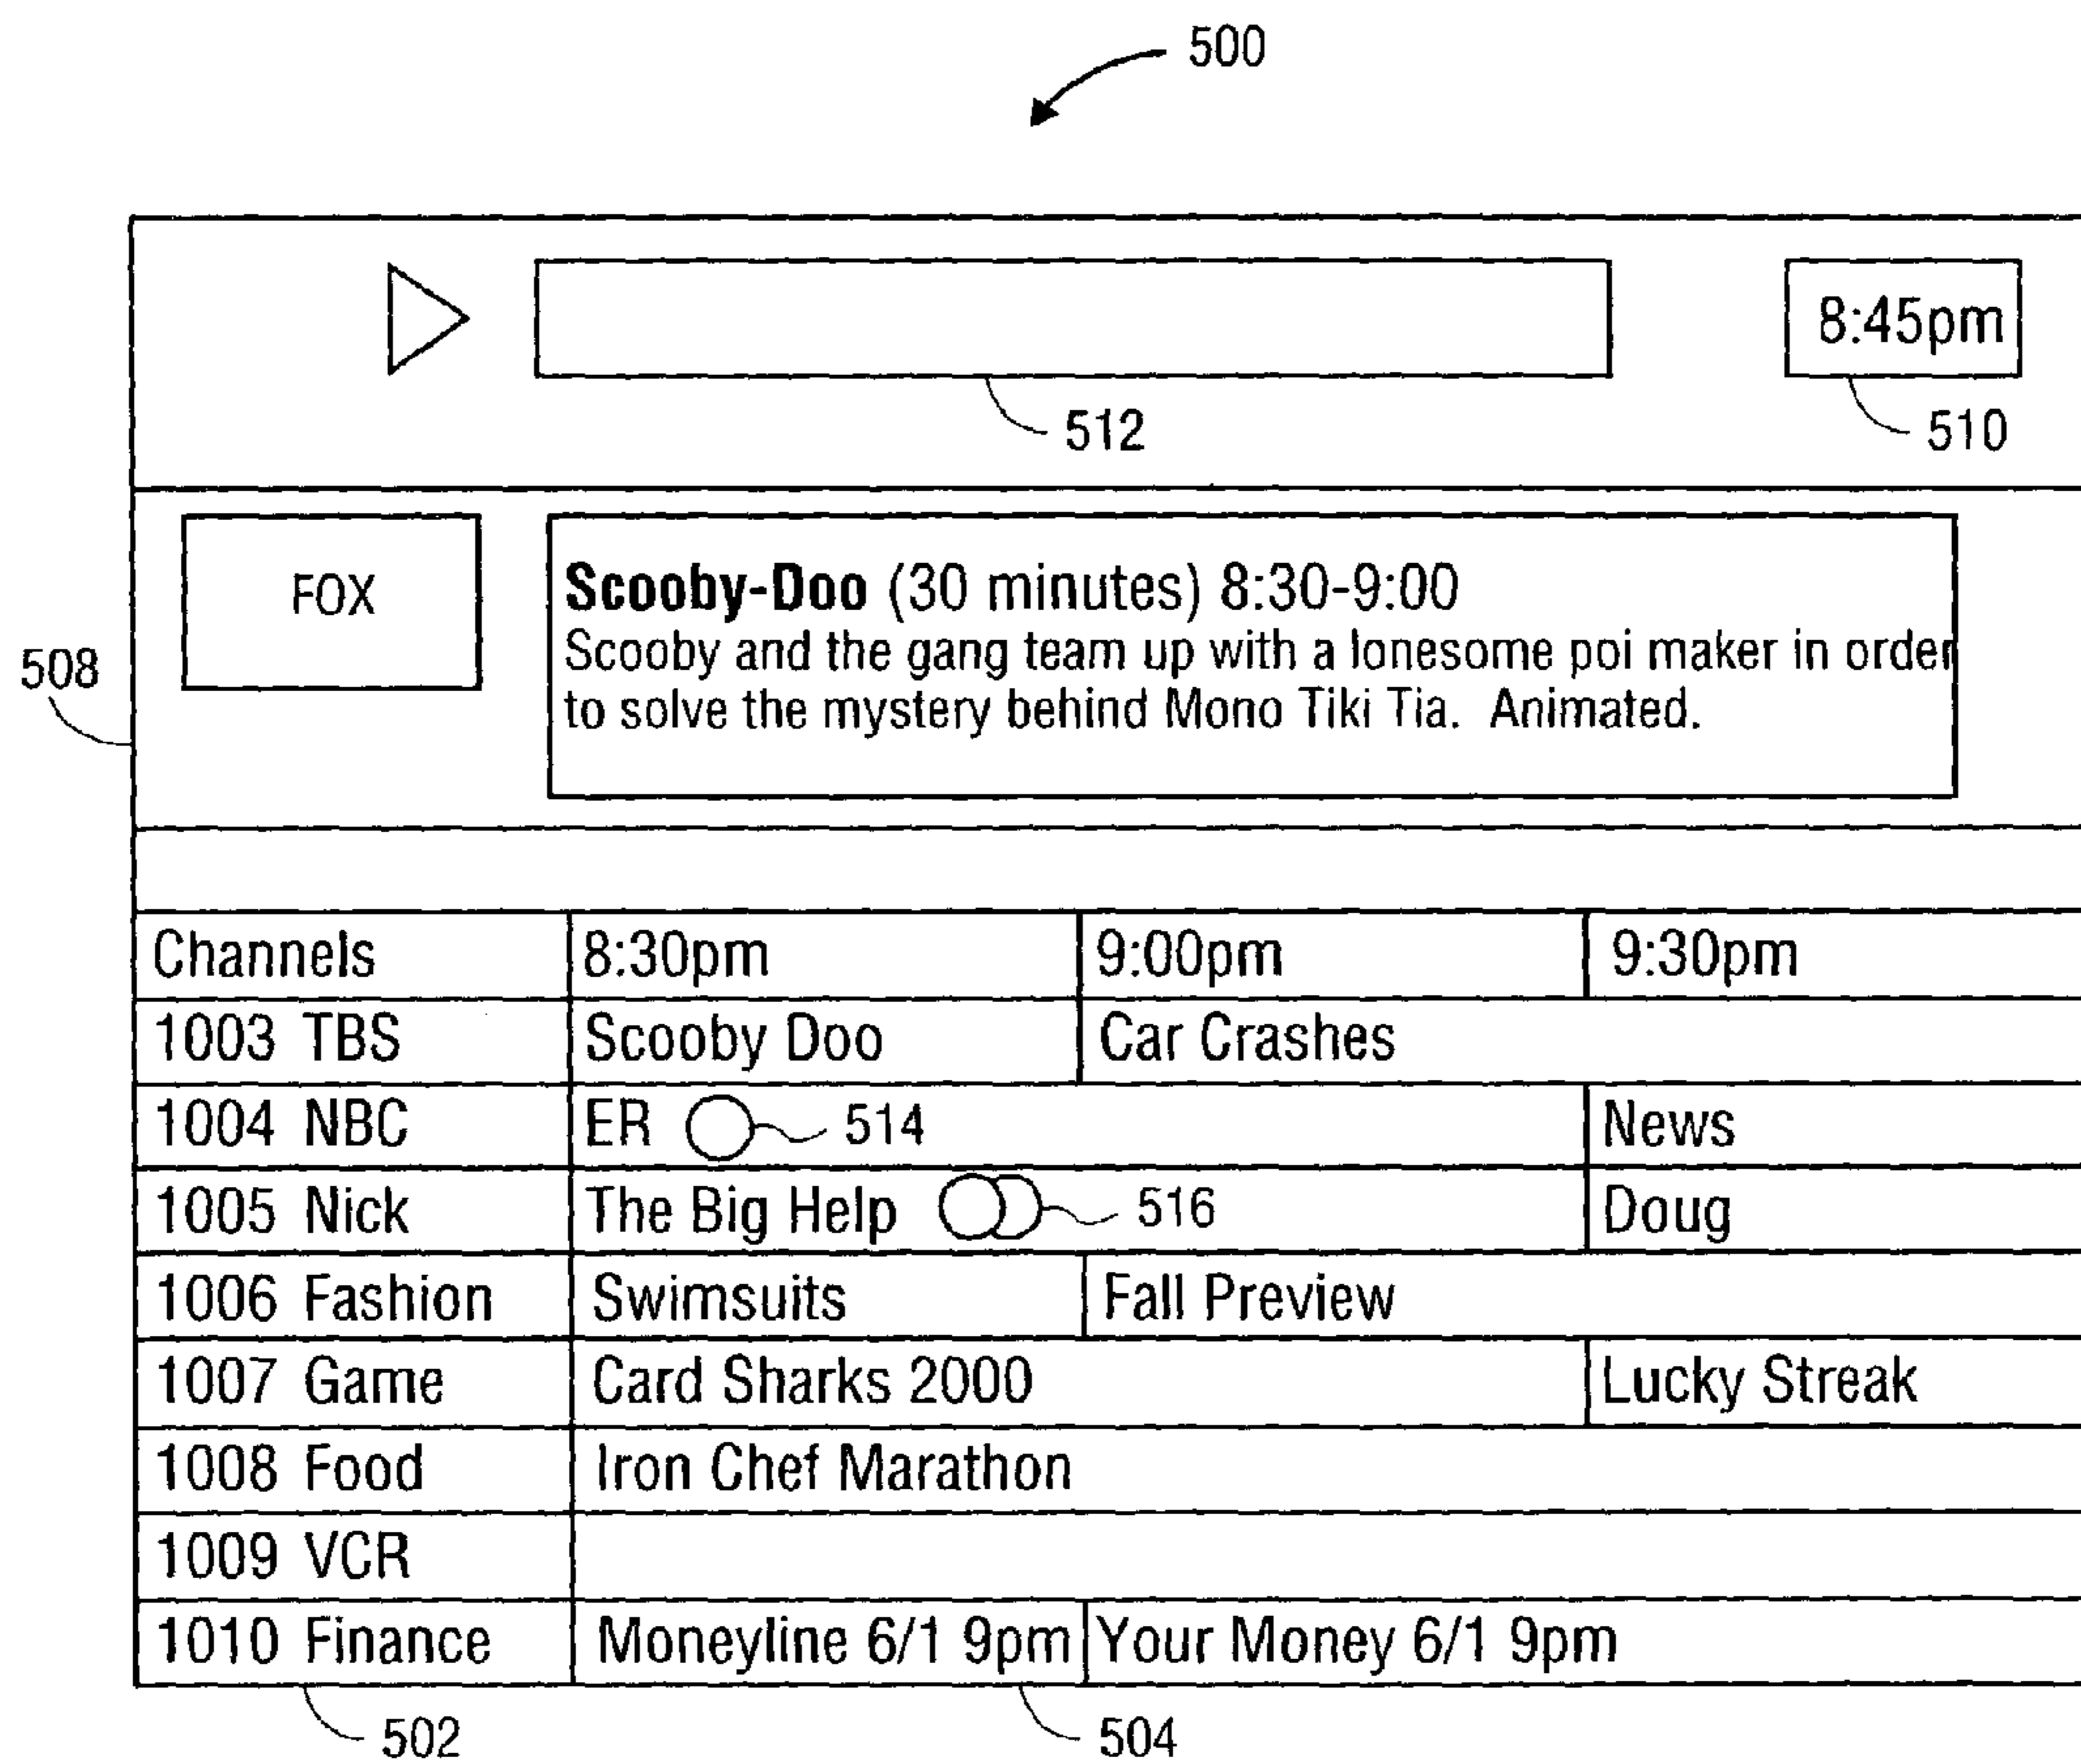 500
8:45pm
512
510
FOX
Scooby-Doo (30 minutes) 8:30-9:00
Scooby and the gang team up with a lonesome poi maker in order
to solve the mystery behind Mono Tiki Tia. Animated.
508
Channels 8:30pm 9:00pm 9:30pm
1003 TBS Scooby Doo Car Crashes
1004 NBC ER 514 News
1005 Nick The Big Help 516 Doug
1006 Fashion Swimsuits Fall Preview
1007 Game Card Sharks 2000 Lucky Streak
1008 Food Iron Chef Marathon
1009 VCR
1010 Finance Moneyline 6/1 9pm Your Money 6/1 9pm
502
504